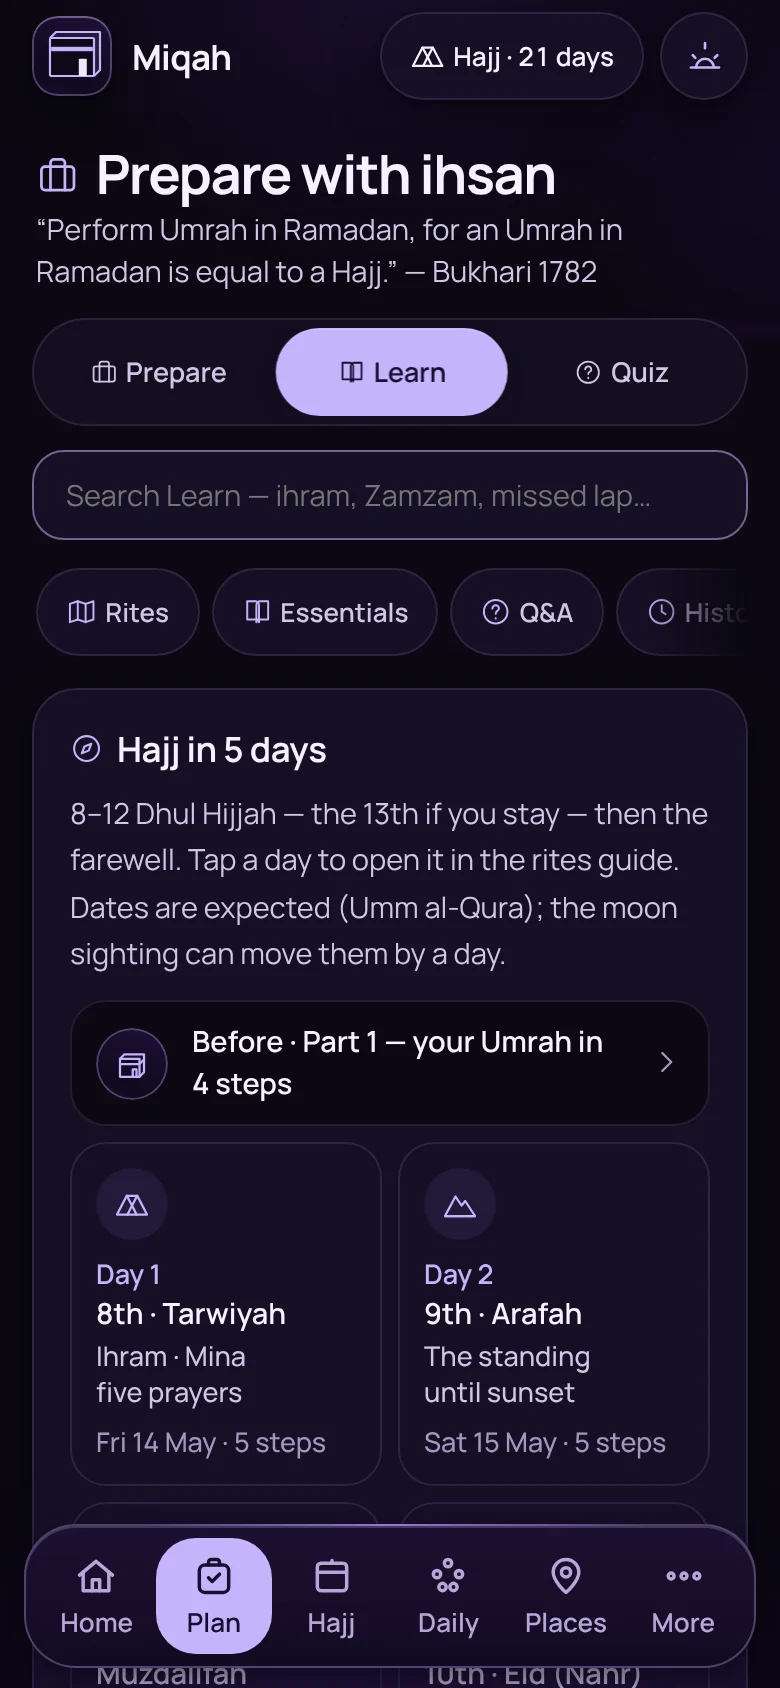 Miqah
Hajj · 21 days
Prepare with ihsan
“Perform Umrah in Ramadan, for an Umrah in
Ramadan is equal to a Hajj.” — Bukhari 1782
Prepare
Learn
Quiz
Search Learn — ihram, Zamzam, missed lap...
Rites
Essentials
Q&A
Histo
Hajj in 5 days
8–12 Dhul Hijjah — the 13th if you stay — then the
farewell. Tap a day to open it in the rites guide.
Dates are expected (Umm al-Qura); the moon
sighting can move them by a day.
Before · Part 1 — your Umrah in
4 steps
Day 1
8th · Tarwiyah
Ihram · Mina
five prayers
Fri 14 May · 5 steps
Day 2
9th · Arafah
The standing
until sunset
Sat 15 May · 5 steps
Home
Plan
Hajj
Daily
Places
More
Muzdalifah
10th · Eid (Nahr)